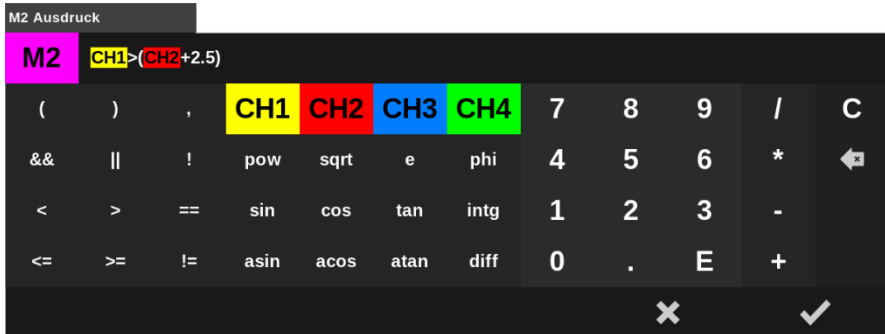 M2 Ausdruck
M2 CH1>(CH2+2.5)
( ) , CH1 CH2 CH3 CH4 7 8 9 / C
&& || ! pow sqrt e phi 4 5 6 *
< > == sin cos tan intg 1 2 3 -
<= >= != asin acos atan diff 0 . E +